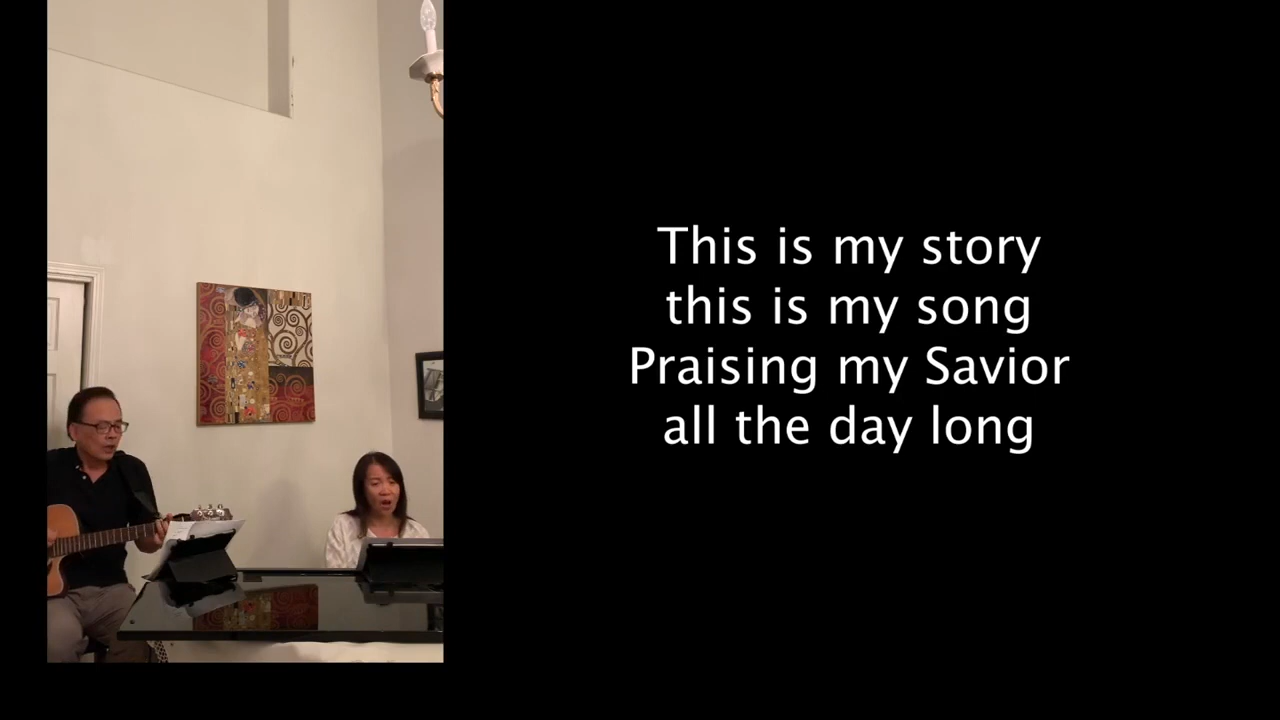 This is my story
this is my song
Praising my Savior
all the day long